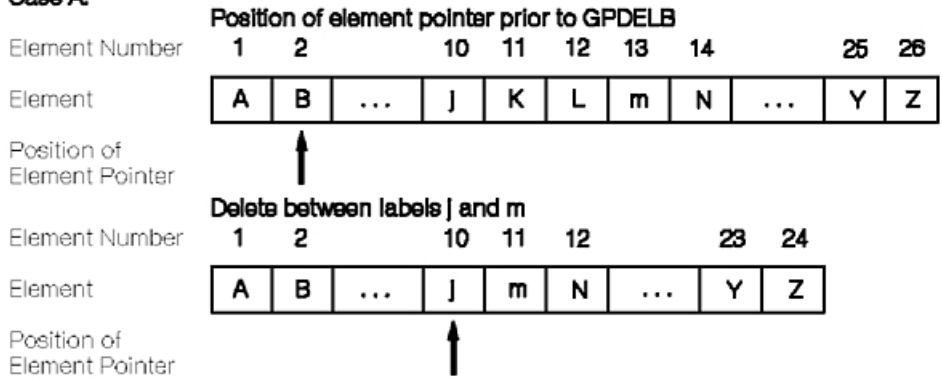 Case A:
Position of element pointer prior to GPDELB
Element Number 1 2 10 11 12 13 14 25 26
Element A B ... j K L m N ... Y Z
Position of
Element Pointer
Delete between labels j and m
Element Number 1 2 10 11 12 23 24
Element A B ... j m N ... Y Z
Position of
Element Pointer